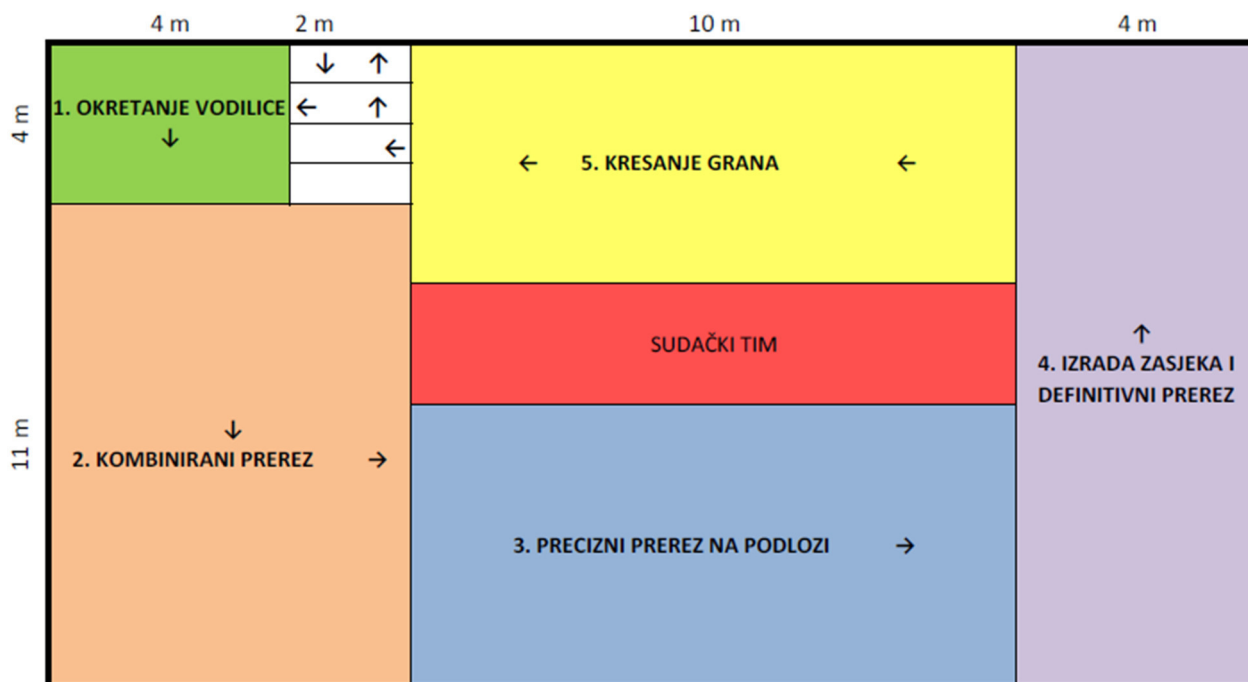 4 m 2 m 10 m 4 m
4 m
11 m
1. OKRETANJE VODILICE
↓
↓ ↑
← ↑
←
← 5. KRESANJE GRANA ←
SUDAČKI TIM
↑
4. IZRADA ZASJEKA I
DEFINITIVNI PREREZ
↓
2. KOMBINIRANI PREREZ →
3. PRECIZNI PREREZ NA PODLOZI →